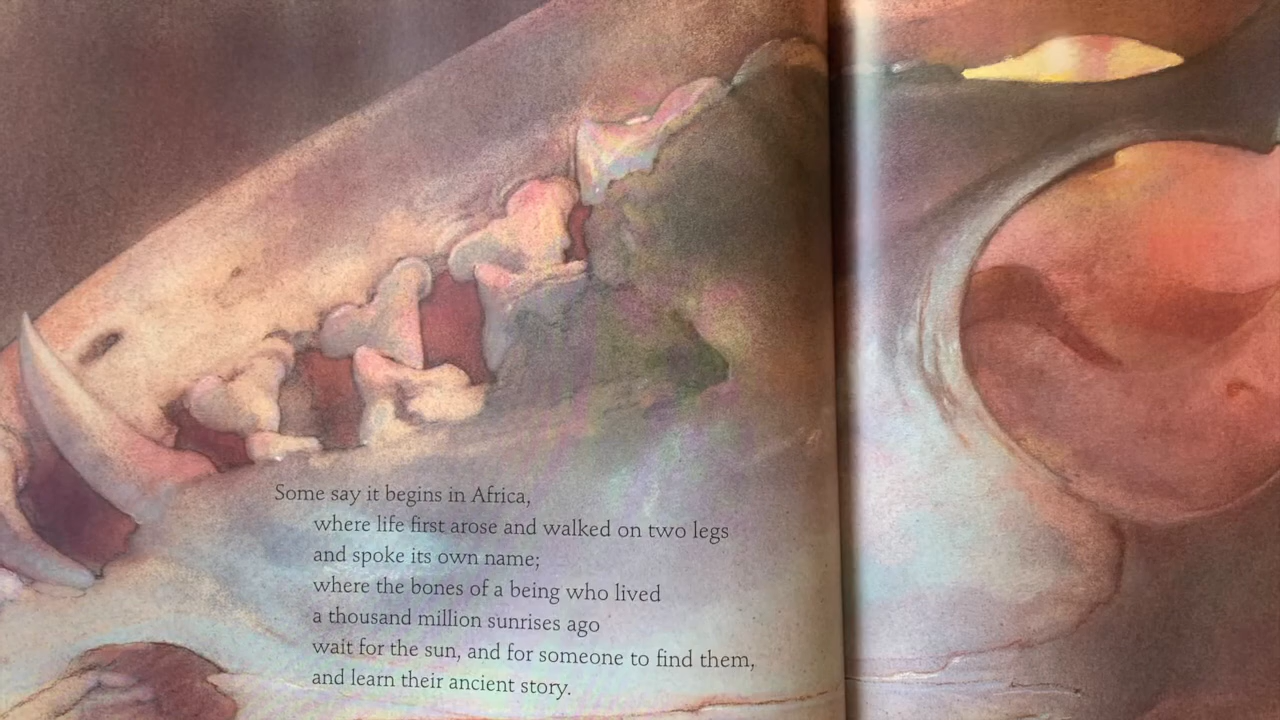 Some say it begins in Africa,
where life first arose and walked on two legs
and spoke its own name;
where the bones of a being who lived
a thousand million sunrises ago
wait for the sun, and for someone to find them,
and learn their ancient story.